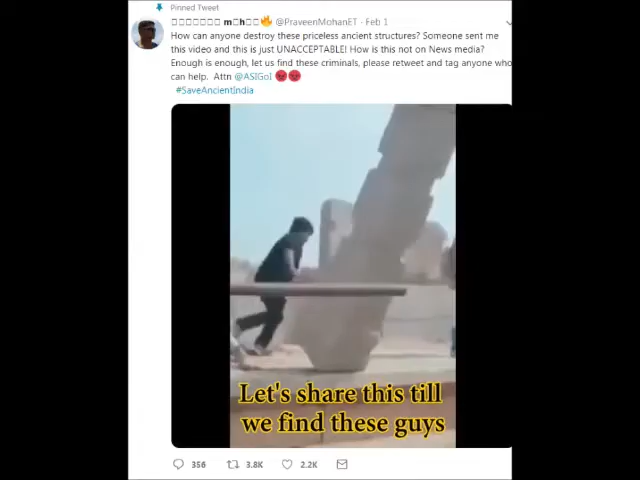 Pinned Tweet
@PraveenMohanET · Feb 1
How can anyone destroy these priceless ancient structures? Someone sent me
this video and this is just UNACCEPTABLE! How is this not on News media?
Enough is enough, let us find these criminals, please retweet and tag anyone who
can help. Attn @ASIGoI 😡😡
#SaveAncientIndia
Let's share this till
we find these guys
356 3.8K 2.2K